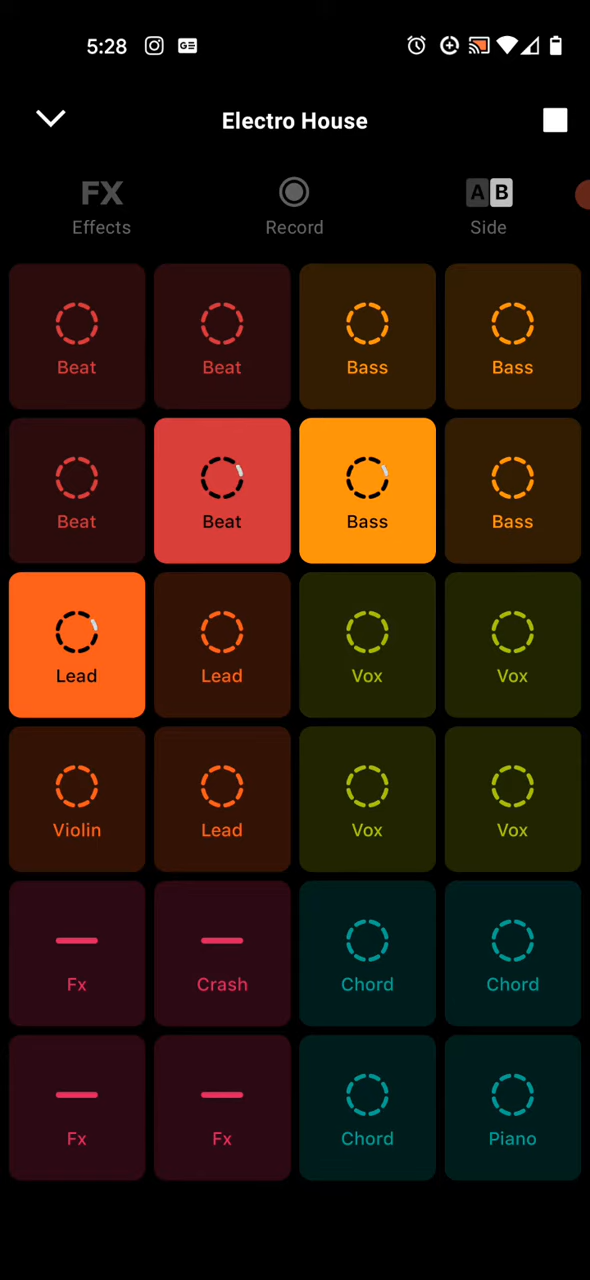 5:28
Electro House
FX
A B
Effects
Record
Side
Beat
Beat
Bass
Bass
Beat
Beat
Bass
Bass
Lead
Lead
Vox
Vox
Violin
Lead
Vox
Vox
Fx
Crash
Chord
Chord
Fx
Fx
Chord
Piano